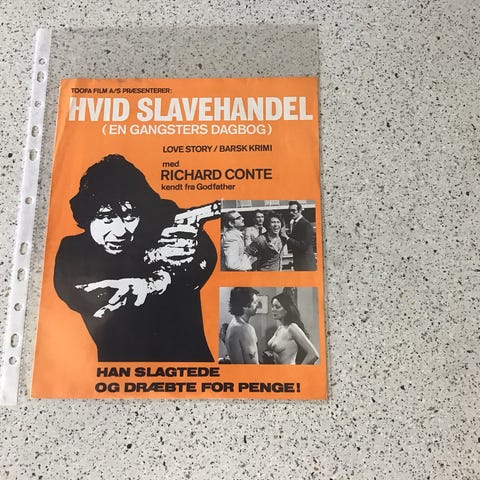 TOOFA FILM A/S PRÆSENTERER:
HVID SLAVEHANDEL
(EN GANGSTERS DAGBOG)
LOVE STORY / BARSK KRIMI
med
RICHARD CONTE
kendt fra Godfather
HAN SLAGTEDE
OG DRÆBTE FOR PENGE!